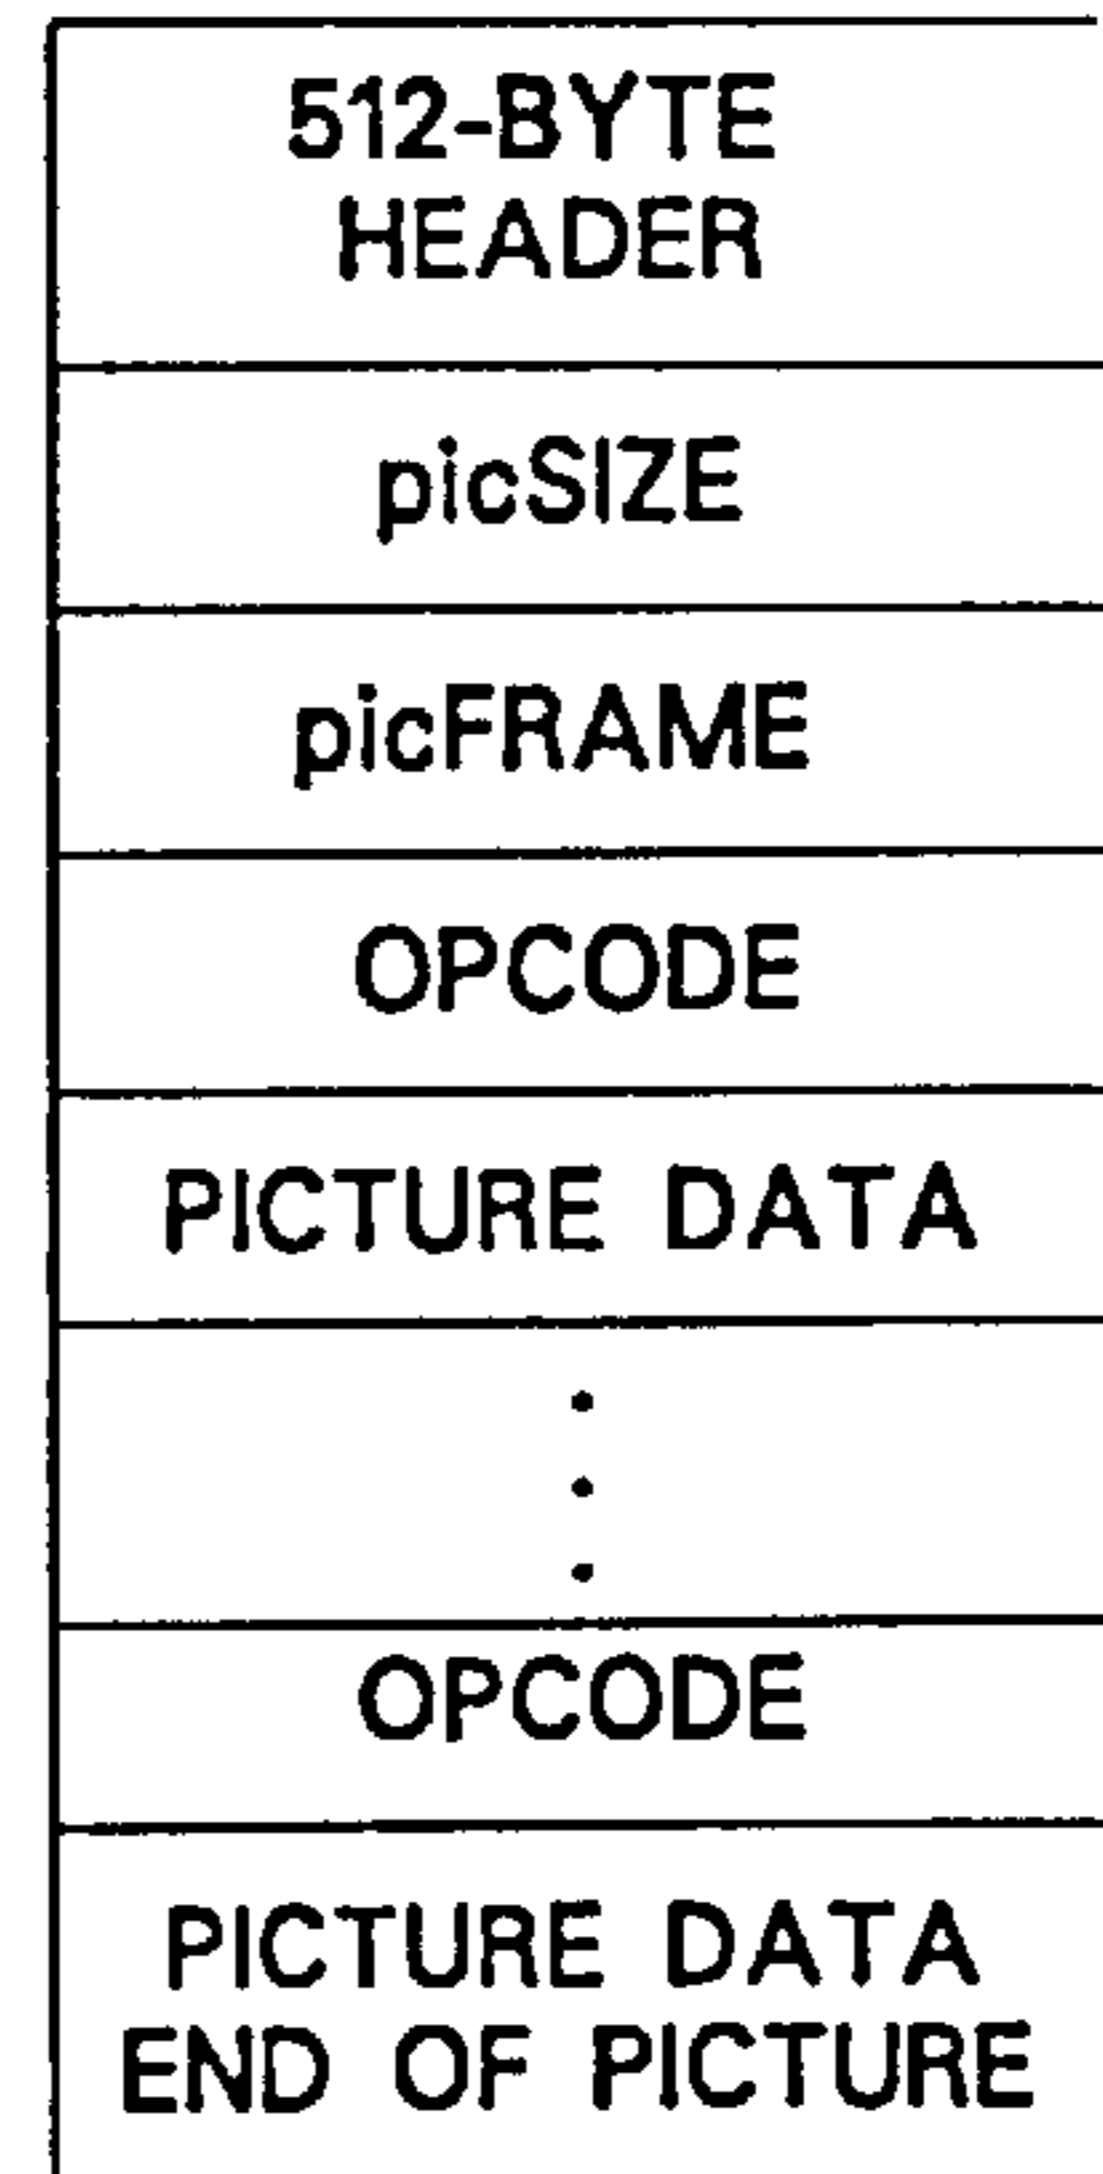 512-BYTE
HEADER
picSIZE
picFRAME
OPCODE
PICTURE DATA
OPCODE
PICTURE DATA
END OF PICTURE